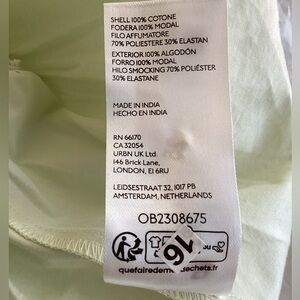 SHELL 100% COTONE
FODERA 100% MODAL
FILO AFFUMATORE
70% POLIESTERE 30% ELASTAN
EXTERIOR 100% ALGODÓN
FORRO 100% MODAL
HILO SMOCKING 70% POLIÉSTER
30% ELASTANE
MADE IN INDIA
HECHO EN INDIA
RN 66170
CA 32054
URBN UK Ltd.
146 Brick Lane,
LONDON, E1 6RU
LEIDSESTRAAT 32, 1017 PB
AMSTERDAM, NETHERLANDS
OB2308675
16
quefairedemesdechets.fr